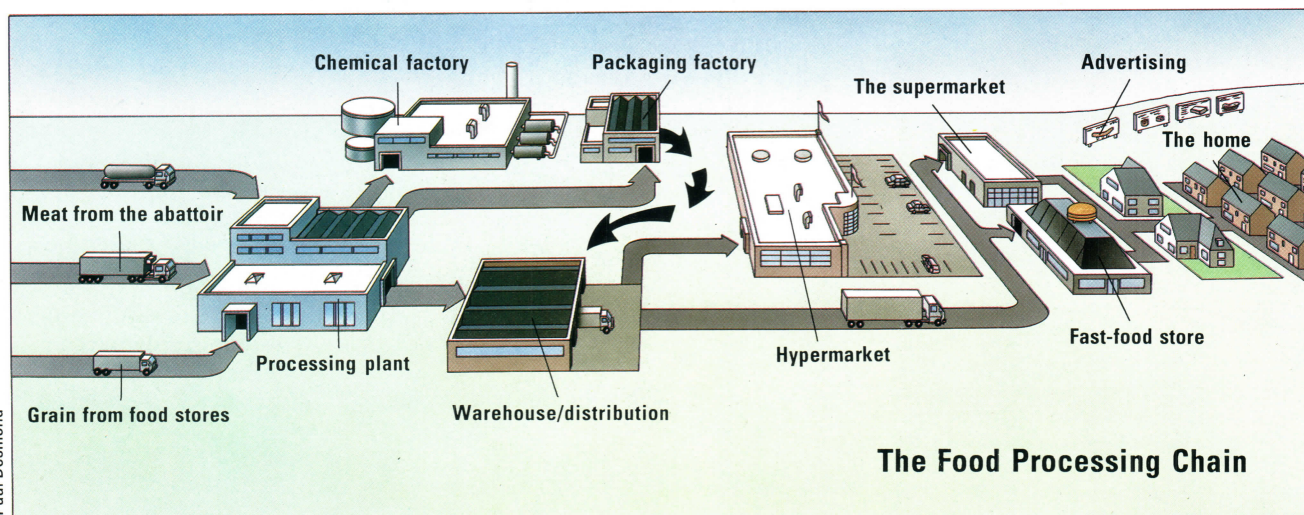 Chemical factory
Packaging factory
The supermarket
Advertising
The home
Meat from the abattoir
Processing plant
Hypermarket
Fast-food store
Grain from food stores
Warehouse/distribution
The Food Processing Chain
Desmond